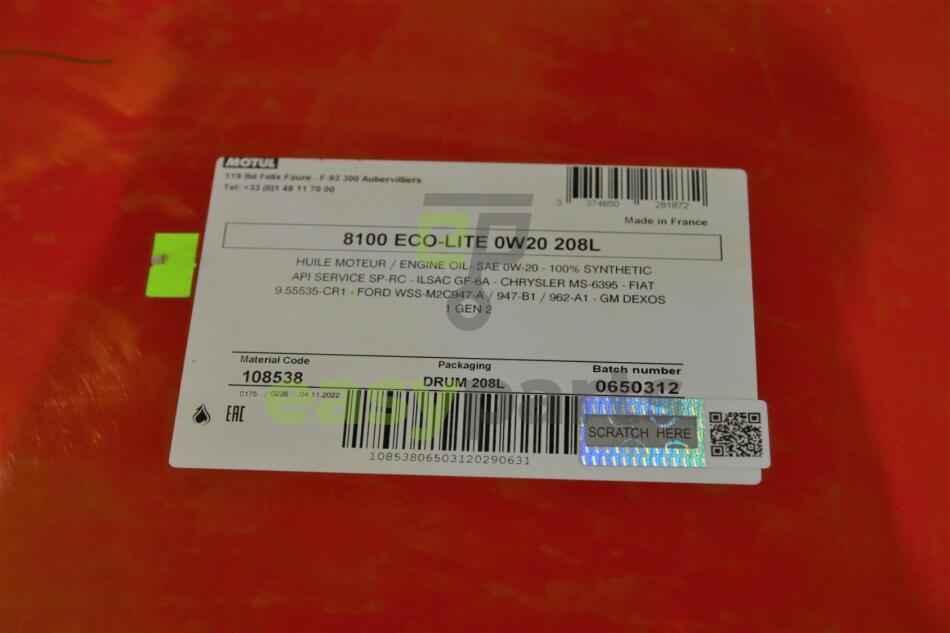 MOTUL
119 Bd Felix Faure - F-93 300 Aubervilliers
Tel: +33 (0)1 48 11 70 00
3 374650 281872
Made in France
8100 ECO-LITE 0W20 208L
HUILE MOTEUR / ENGINE OIL- SAE 0W-20 - 100% SYNTHETIC
API SERVICE SP-RC - ILSAC GF-6A - CHRYSLER MS-6395 - FIAT
9.55535-CR1 - FORD WSS-M2C947-A / 947-B1 / 962-A1 - GM DEXOS
1 GEN 2
Material Code
108538
Packaging
DRUM 208L
Batch number
0650312
0175 / 0226 04.11.2022
easy parts
EAC
SCRATCH HERE
10853806503120290631